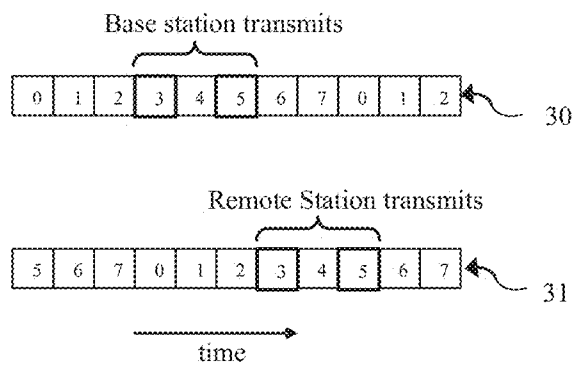 Base station transmits
0 1 2 3 4 5 6 7 0 1 2
30
Remote Station transmits
5 6 7 0 1 2 3 4 5 6 7
31
time